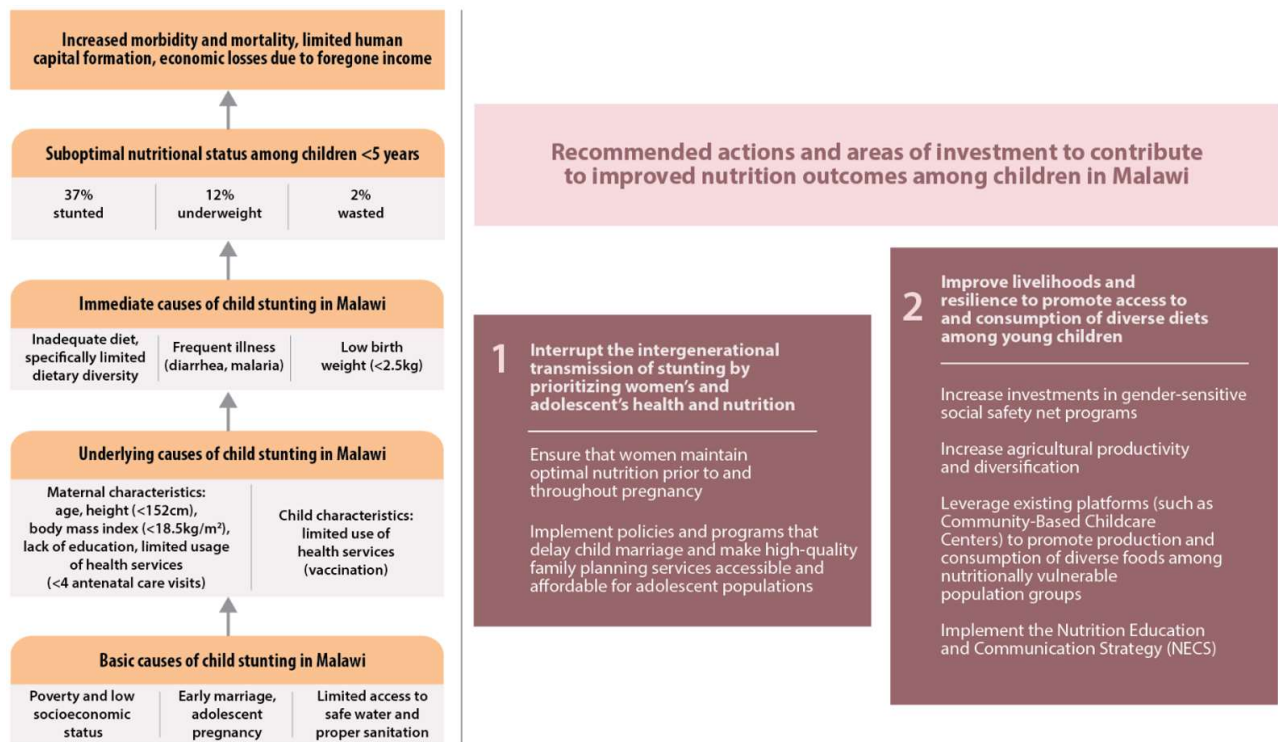 Increased morbidity and mortality, limited human
capital formation, economic losses due to foregone income
Suboptimal nutritional status among children <5 years
37%
stunted
12%
underweight
2%
wasted
Immediate causes of child stunting in Malawi
Inadequate diet,
specifically limited
dietary diversity
Frequent illness
(diarrhea, malaria)
Low birth
weight (<2.5kg)
Underlying causes of child stunting in Malawi
Maternal characteristics:
age, height (<152cm),
body mass index (<18.5kg/m²),
lack of education, limited usage
of health services
(<4 antenatal care visits)
Child characteristics:
limited use of
health services
(vaccination)
Basic causes of child stunting in Malawi
Poverty and low
socioeconomic
status
Early marriage,
adolescent
pregnancy
Limited access to
safe water and
proper sanitation
Recommended actions and areas of investment to contribute
to improved nutrition outcomes among children in Malawi
1
Interrupt the intergenerational
transmission of stunting by
prioritizing women's and
adolescent's health and nutrition
Ensure that women maintain
optimal nutrition prior to and
throughout pregnancy
Implement policies and programs that
delay child marriage and make high-quality
family planning services accessible and
affordable for adolescent populations
2
Improve livelihoods and
resilience to promote access to
and consumption of diverse diets
among young children
Increase investments in gender-sensitive
social safety net programs
Increase agricultural productivity
and diversification
Leverage existing platforms (such as
Community-Based Childcare
Centers) to promote production and
consumption of diverse foods among
nutritionally vulnerable
population groups
Implement the Nutrition Education
and Communication Strategy (NECS)